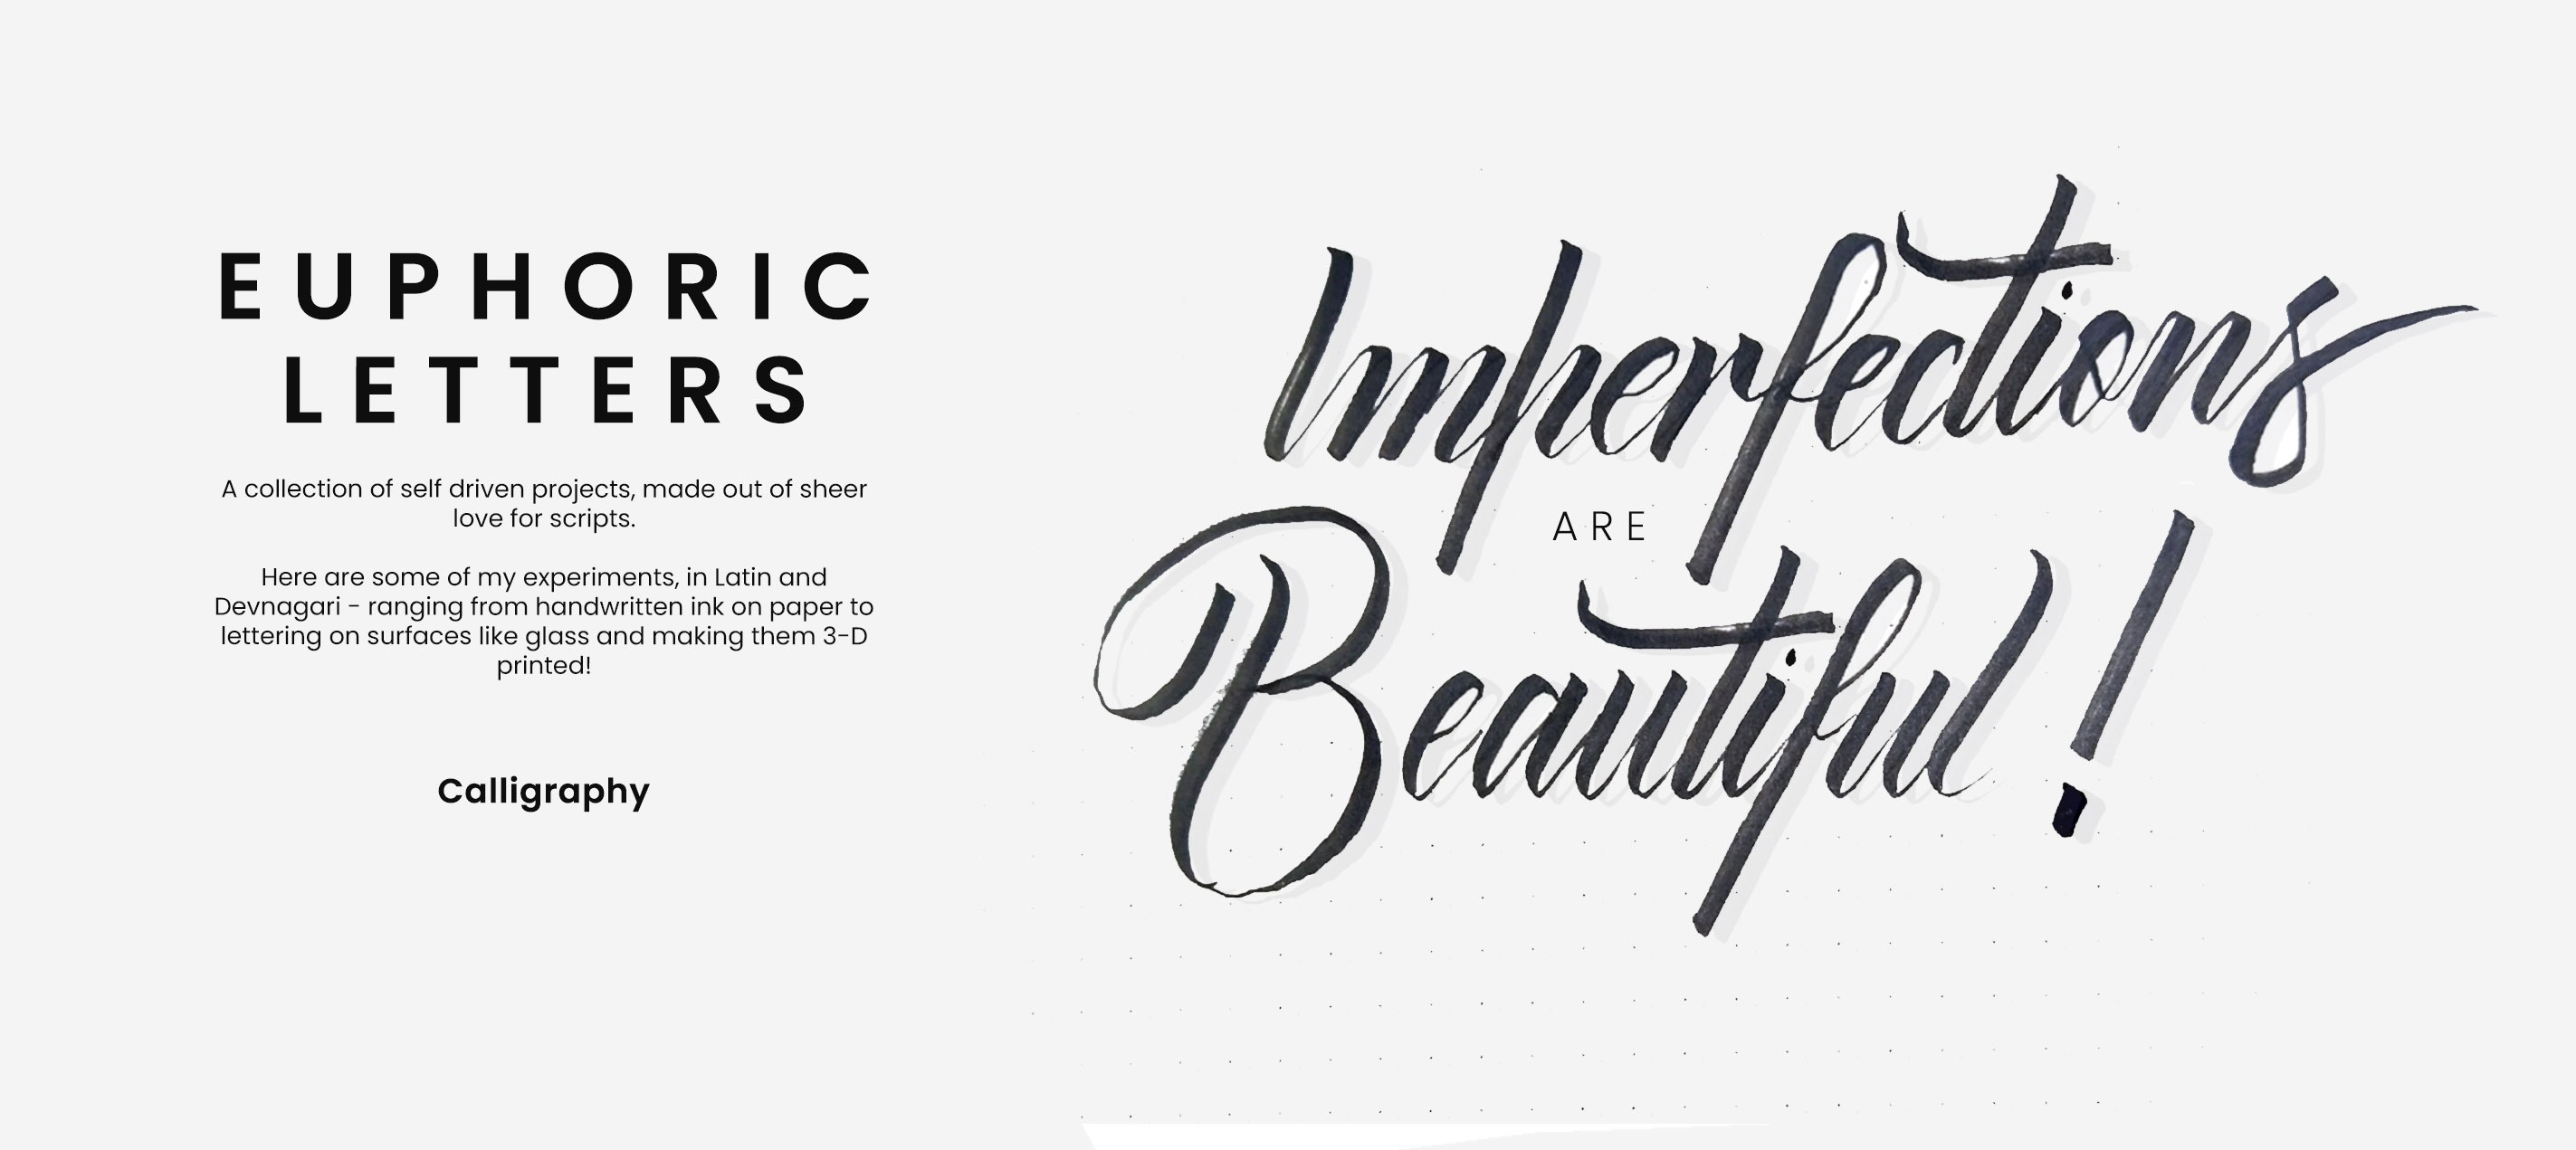 EUPHORIC
LETTERS
A collection of self driven projects, made out of sheer
love for scripts.
Here are some of my experiments, in Latin and
Devnagari - ranging from handwritten ink on paper to
lettering on surfaces like glass and making them 3-D
printed!
Calligraphy
Imperfections
ARE
Beautiful!